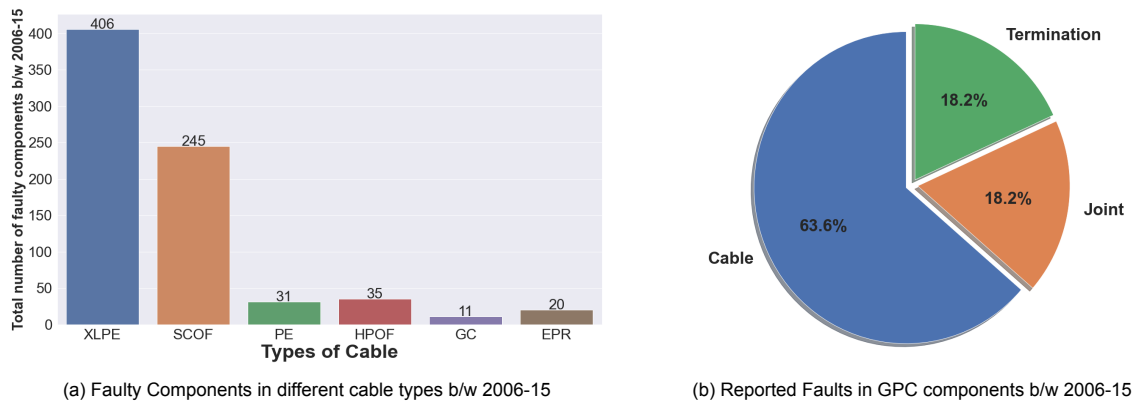 Total number of faulty components b/w 2006-15
400
350
300
250
200
150
100
50
0
406
245
31
35
11
20
XLPE
SCOF
PE
HPOF
GC
EPR
Types of Cable
(a) Faulty Components in different cable types b/w 2006-15
Termination
18.2%
18.2%
Joint
63.6%
Cable
(b) Reported Faults in GPC components b/w 2006-15